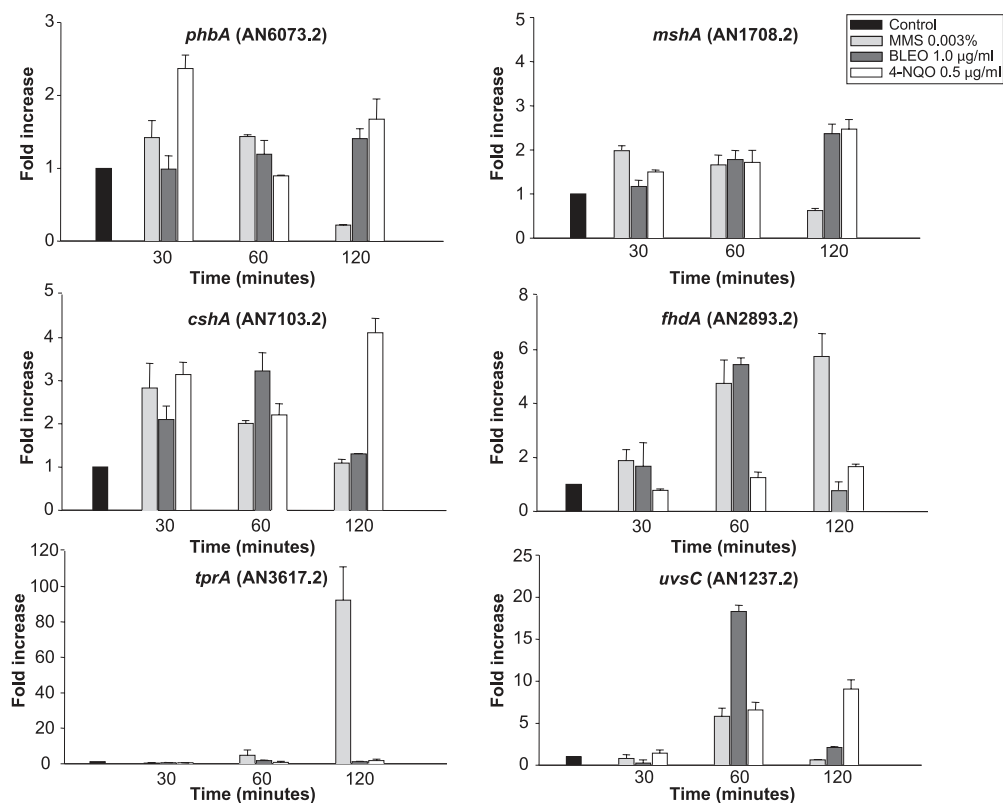 phbA (AN6073.2)
Fold increase
3
2
1
0
30
60
120
Time (minutes)
mshA (AN1708.2)
Fold increase
5
4
3
2
1
0
30
60
120
Time (minutes)
Control
MMS 0.003%
BLEO 1.0 µg/ml
4-NQO 0.5 µg/ml
cshA (AN7103.2)
Fold increase
5
4
3
2
1
0
30
60
120
Time (minutes)
fhdA (AN2893.2)
Fold increase
8
6
4
2
0
30
60
120
Time (minutes)
tprA (AN3617.2)
Fold increase
120
100
80
60
40
20
0
30
60
120
Time (minutes)
uvsC (AN1237.2)
Fold increase
25
20
15
10
5
0
30
60
120
Time (minutes)